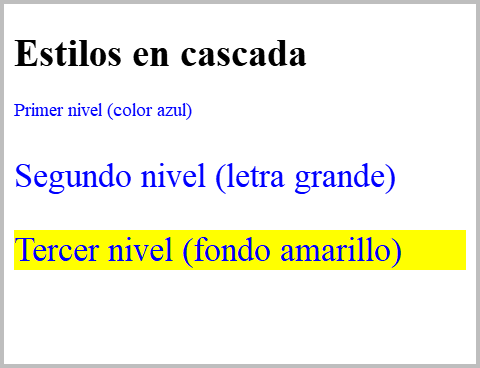 Estilos en cascada
Primer nivel (color azul)
Segundo nivel (letra grande)
Tercer nivel (fondo amarillo)